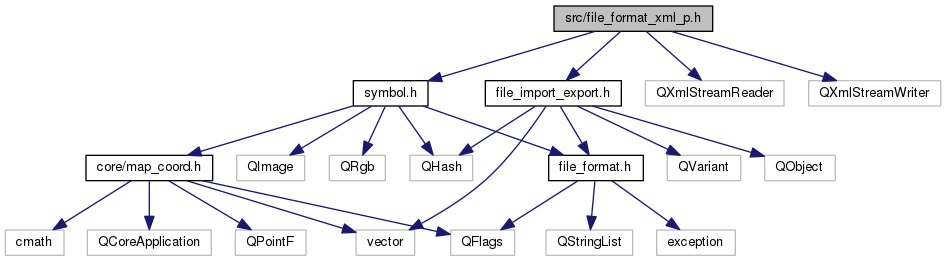 src/file_format_xml_p.h
symbol.h
file_import_export.h
QXmlStreamReader
QXmlStreamWriter
core/map_coord.h
QImage
QRgb
QHash
file_format.h
QVariant
QObject
cmath
QCoreApplication
QPointF
vector
QFlags
QStringList
exception